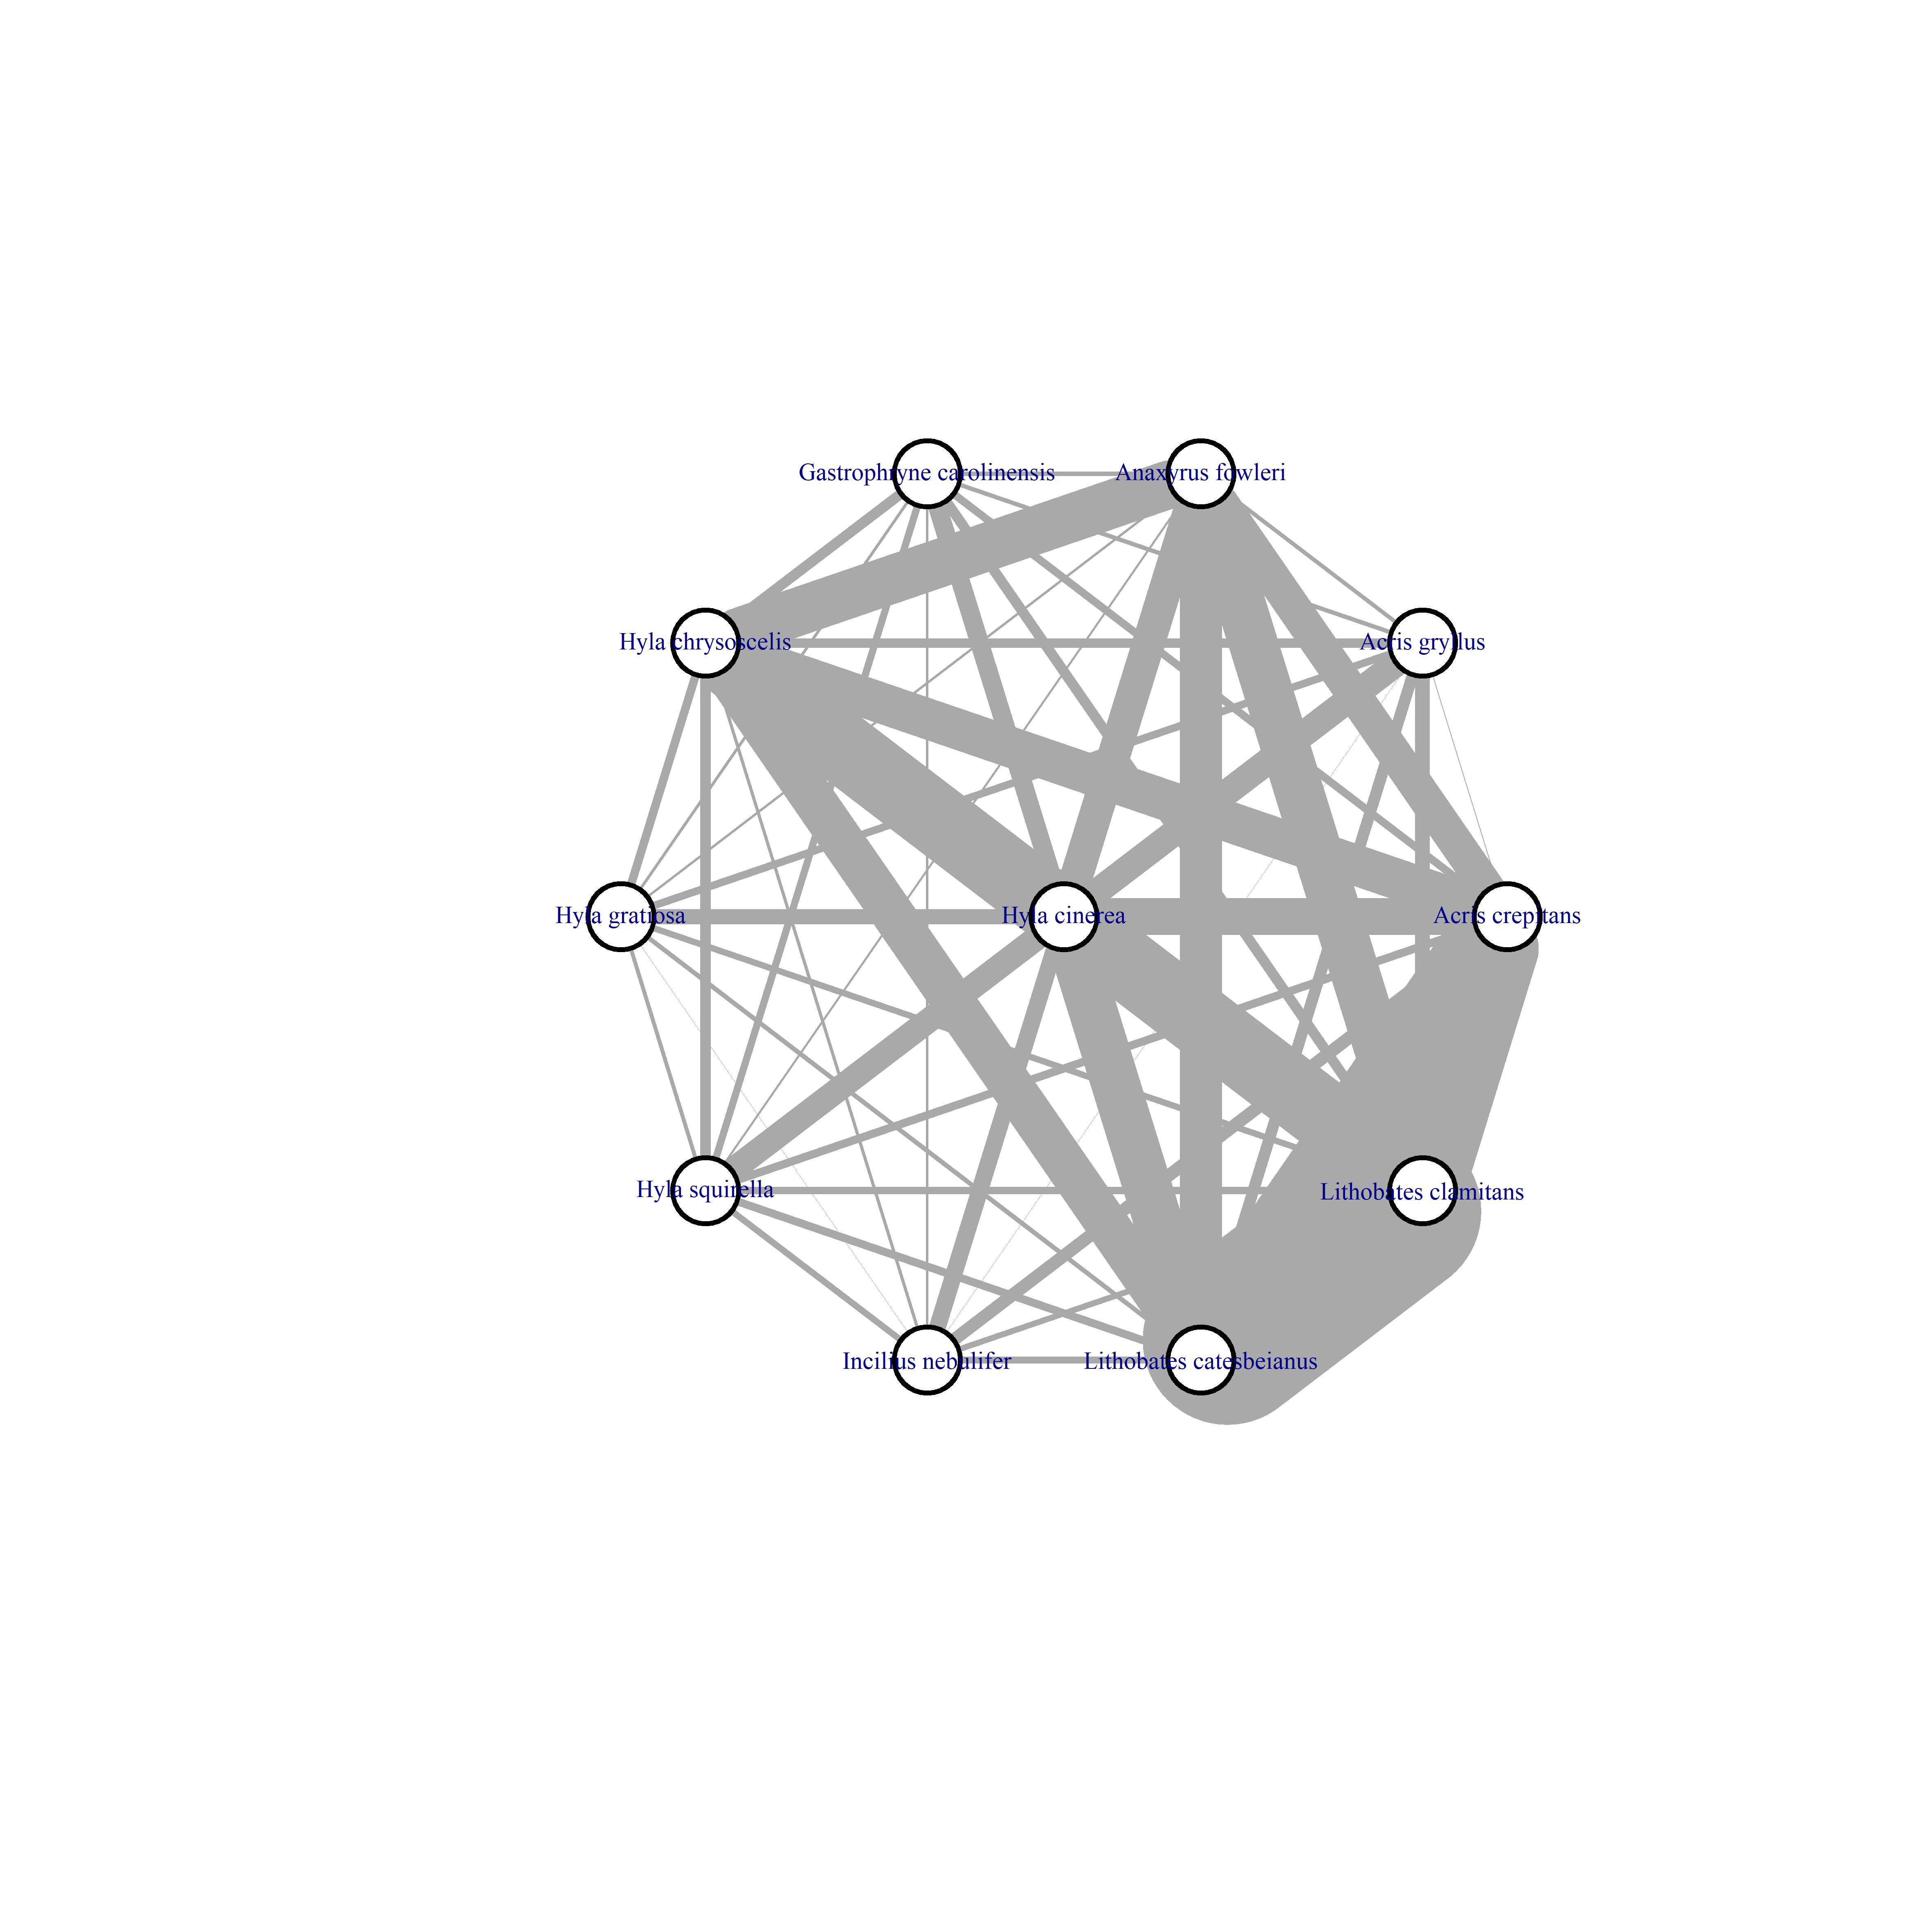 Gastrophryne carolinensis
Anaxyrus fowleri
Hyla chrysoscelis
Acris gryllus
Hyla gratiosa
Hyla cinerea
Acris crepitans
Hyla squirella
Lithobates clamitans
Incilius nebulifer
Lithobates catesbeianus